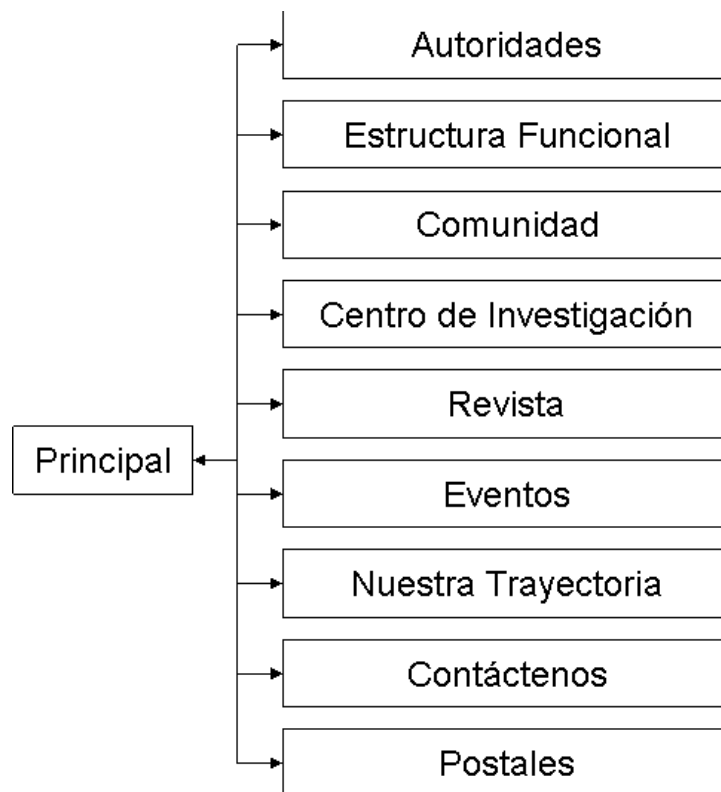 Autoridades
Estructura Funcional
Comunidad
Centro de Investigación
Revista
Principal
Eventos
Nuestra Trayectoria
Contáctenos
Postales